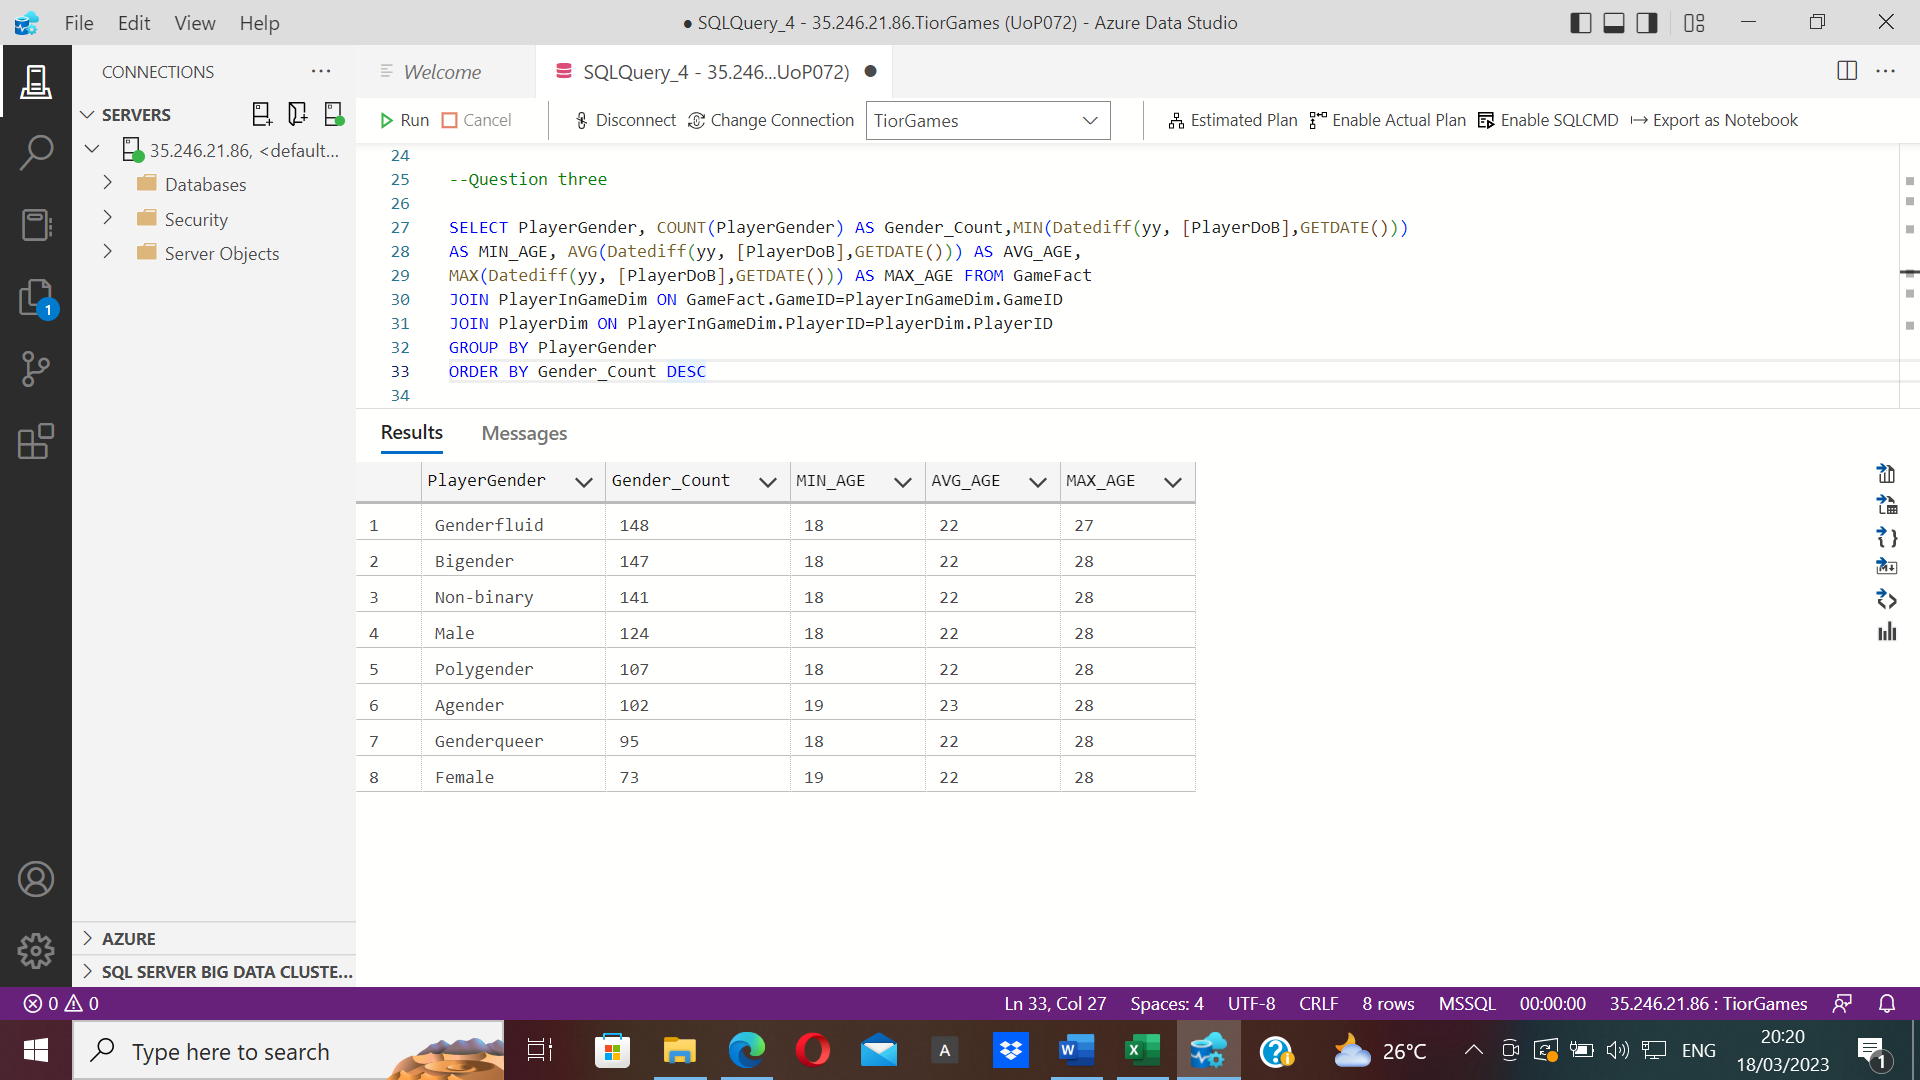 File Edit View Help
● SQLQuery_4 - 35.246.21.86.TiorGames (UoP072) - Azure Data Studio
CONNECTIONS
Welcome
SQLQuery_4 - 35.246...UoP072)
SERVERS
Run Cancel Disconnect Change Connection TiorGames Estimated Plan Enable Actual Plan Enable SQLCMD Export as Notebook
35.246.21.86, <default...
Databases
Security
Server Objects
1
24
25 --Question three
26
27 SELECT PlayerGender, COUNT(PlayerGender) AS Gender_Count,MIN(Datediff(yy, [PlayerDoB],GETDATE()))
28 AS MIN_AGE, AVG(Datediff(yy, [PlayerDoB],GETDATE())) AS AVG_AGE,
29 MAX(Datediff(yy, [PlayerDoB],GETDATE())) AS MAX_AGE FROM GameFact
30 JOIN PlayerInGameDim ON GameFact.GameID=PlayerInGameDim.GameID
31 JOIN PlayerDim ON PlayerInGameDim.PlayerID=PlayerDim.PlayerID
32 GROUP BY PlayerGender
33 ORDER BY Gender_Count DESC
34
Results Messages
PlayerGender Gender_Count MIN_AGE AVG_AGE MAX_AGE
1 Genderfluid 148 18 22 27
2 Bigender 147 18 22 28
3 Non-binary 141 18 22 28
4 Male 124 18 22 28
5 Polygender 107 18 22 28
6 Agender 102 19 23 28
7 Genderqueer 95 18 22 28
8 Female 73 19 22 28
AZURE
SQL SERVER BIG DATA CLUSTE...
0 0
Ln 33, Col 27 Spaces: 4 UTF-8 CRLF 8 rows MSSQL 00:00:00 35.246.21.86 : TiorGames
Type here to search
A
26°C
ENG
20:20
18/03/2023
1